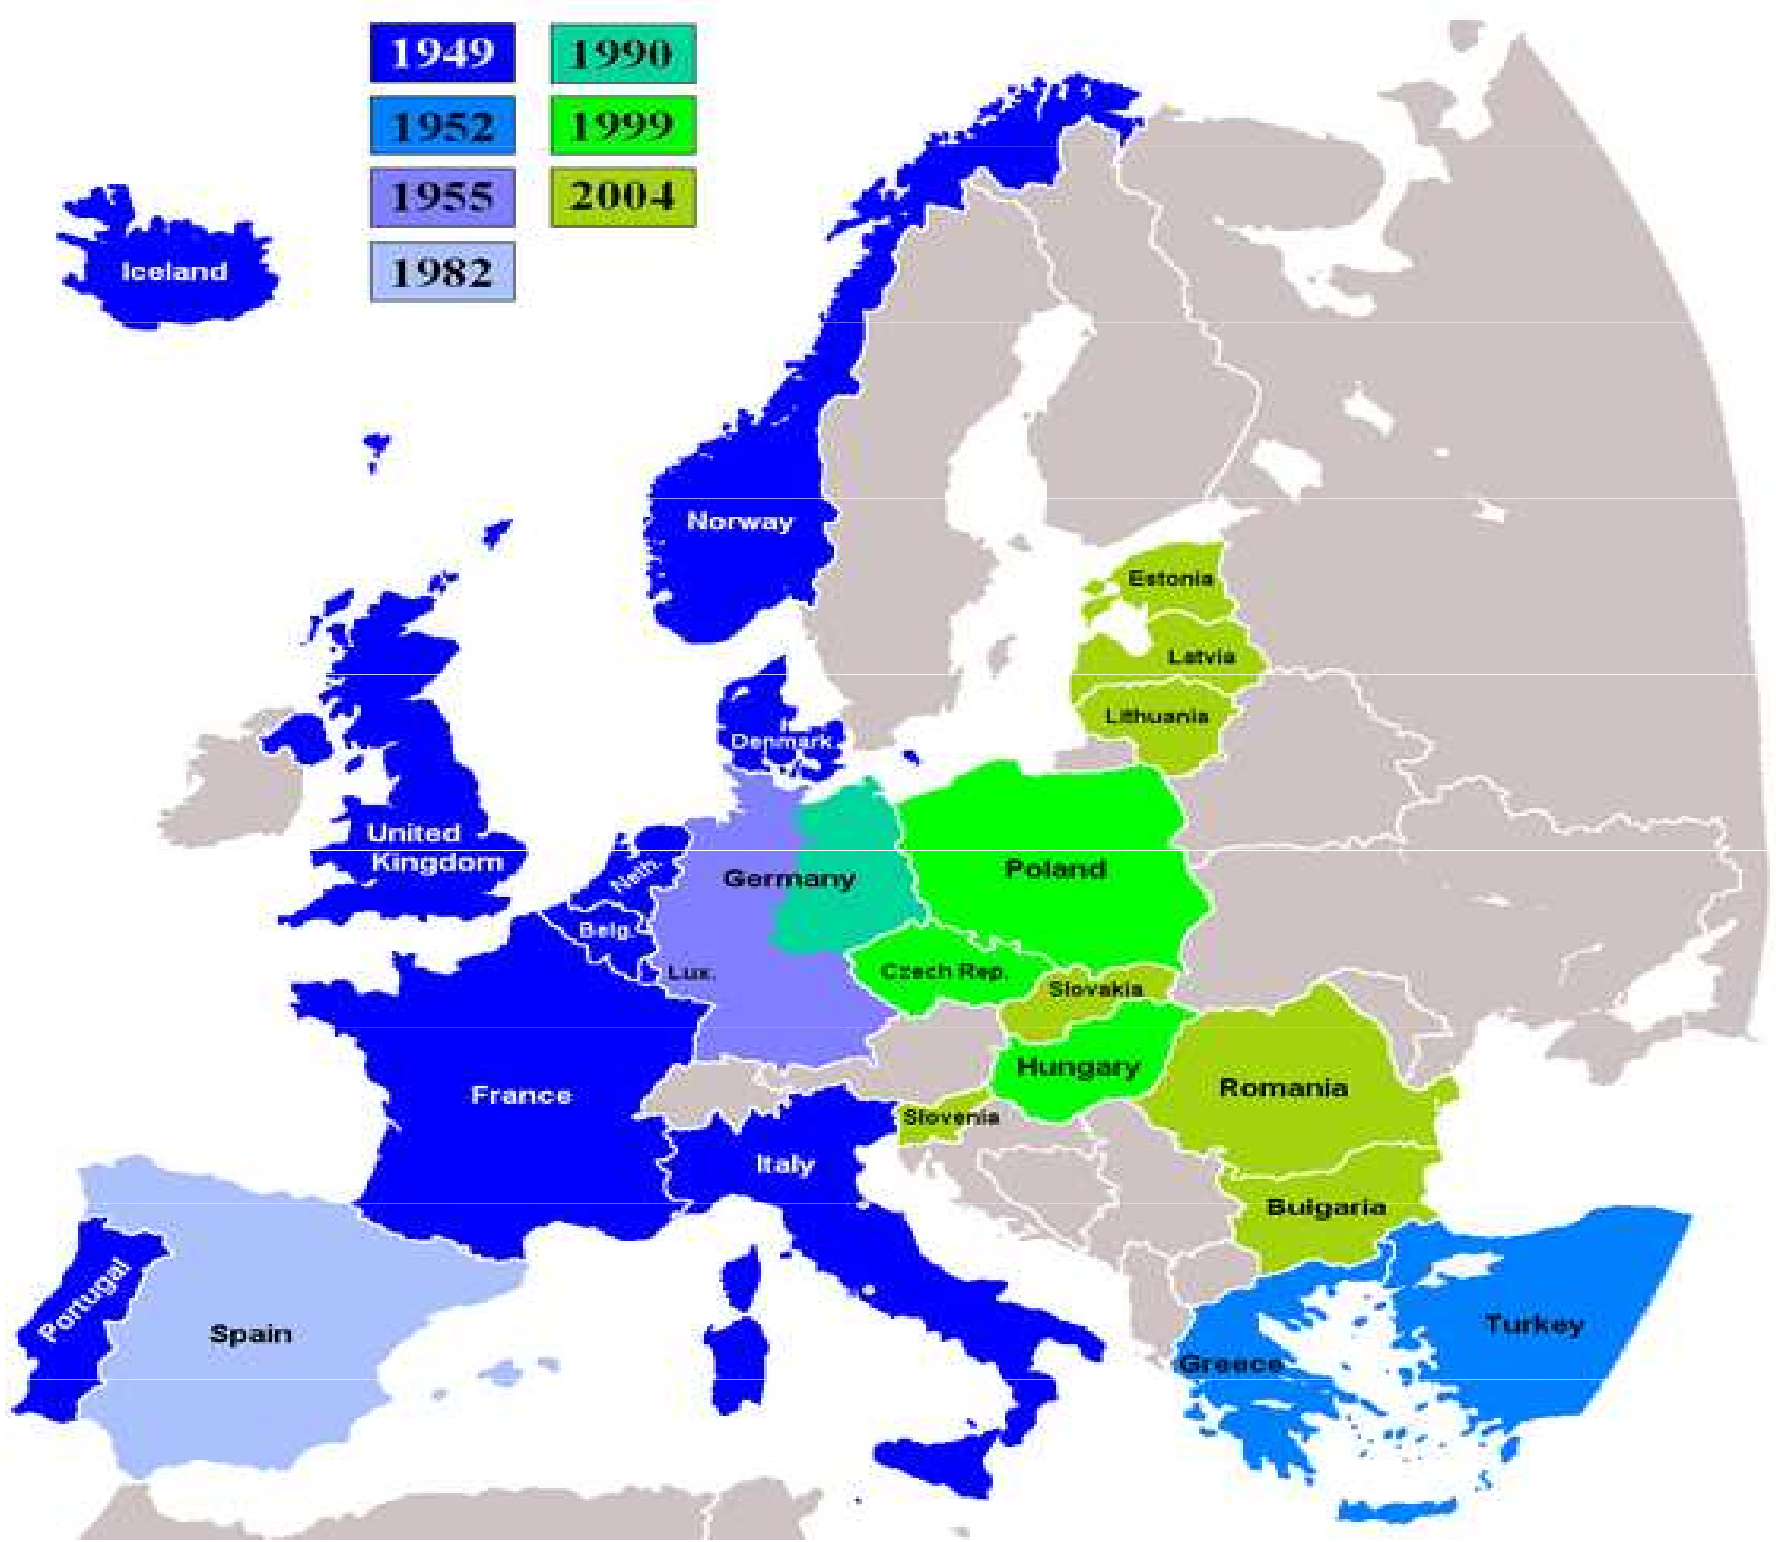 1949
1990
1952
1999
1955
2004
1982
Iceland
Norway
Estonia
Latvia
Lithuania
Denmark
United
Kingdom
Neth.
Germany
Poland
Belg.
Lux.
Czech Rep.
Slovakia
France
Hungary
Romania
Slovenia
Italy
Bulgaria
Portugal
Spain
Turkey
Greece